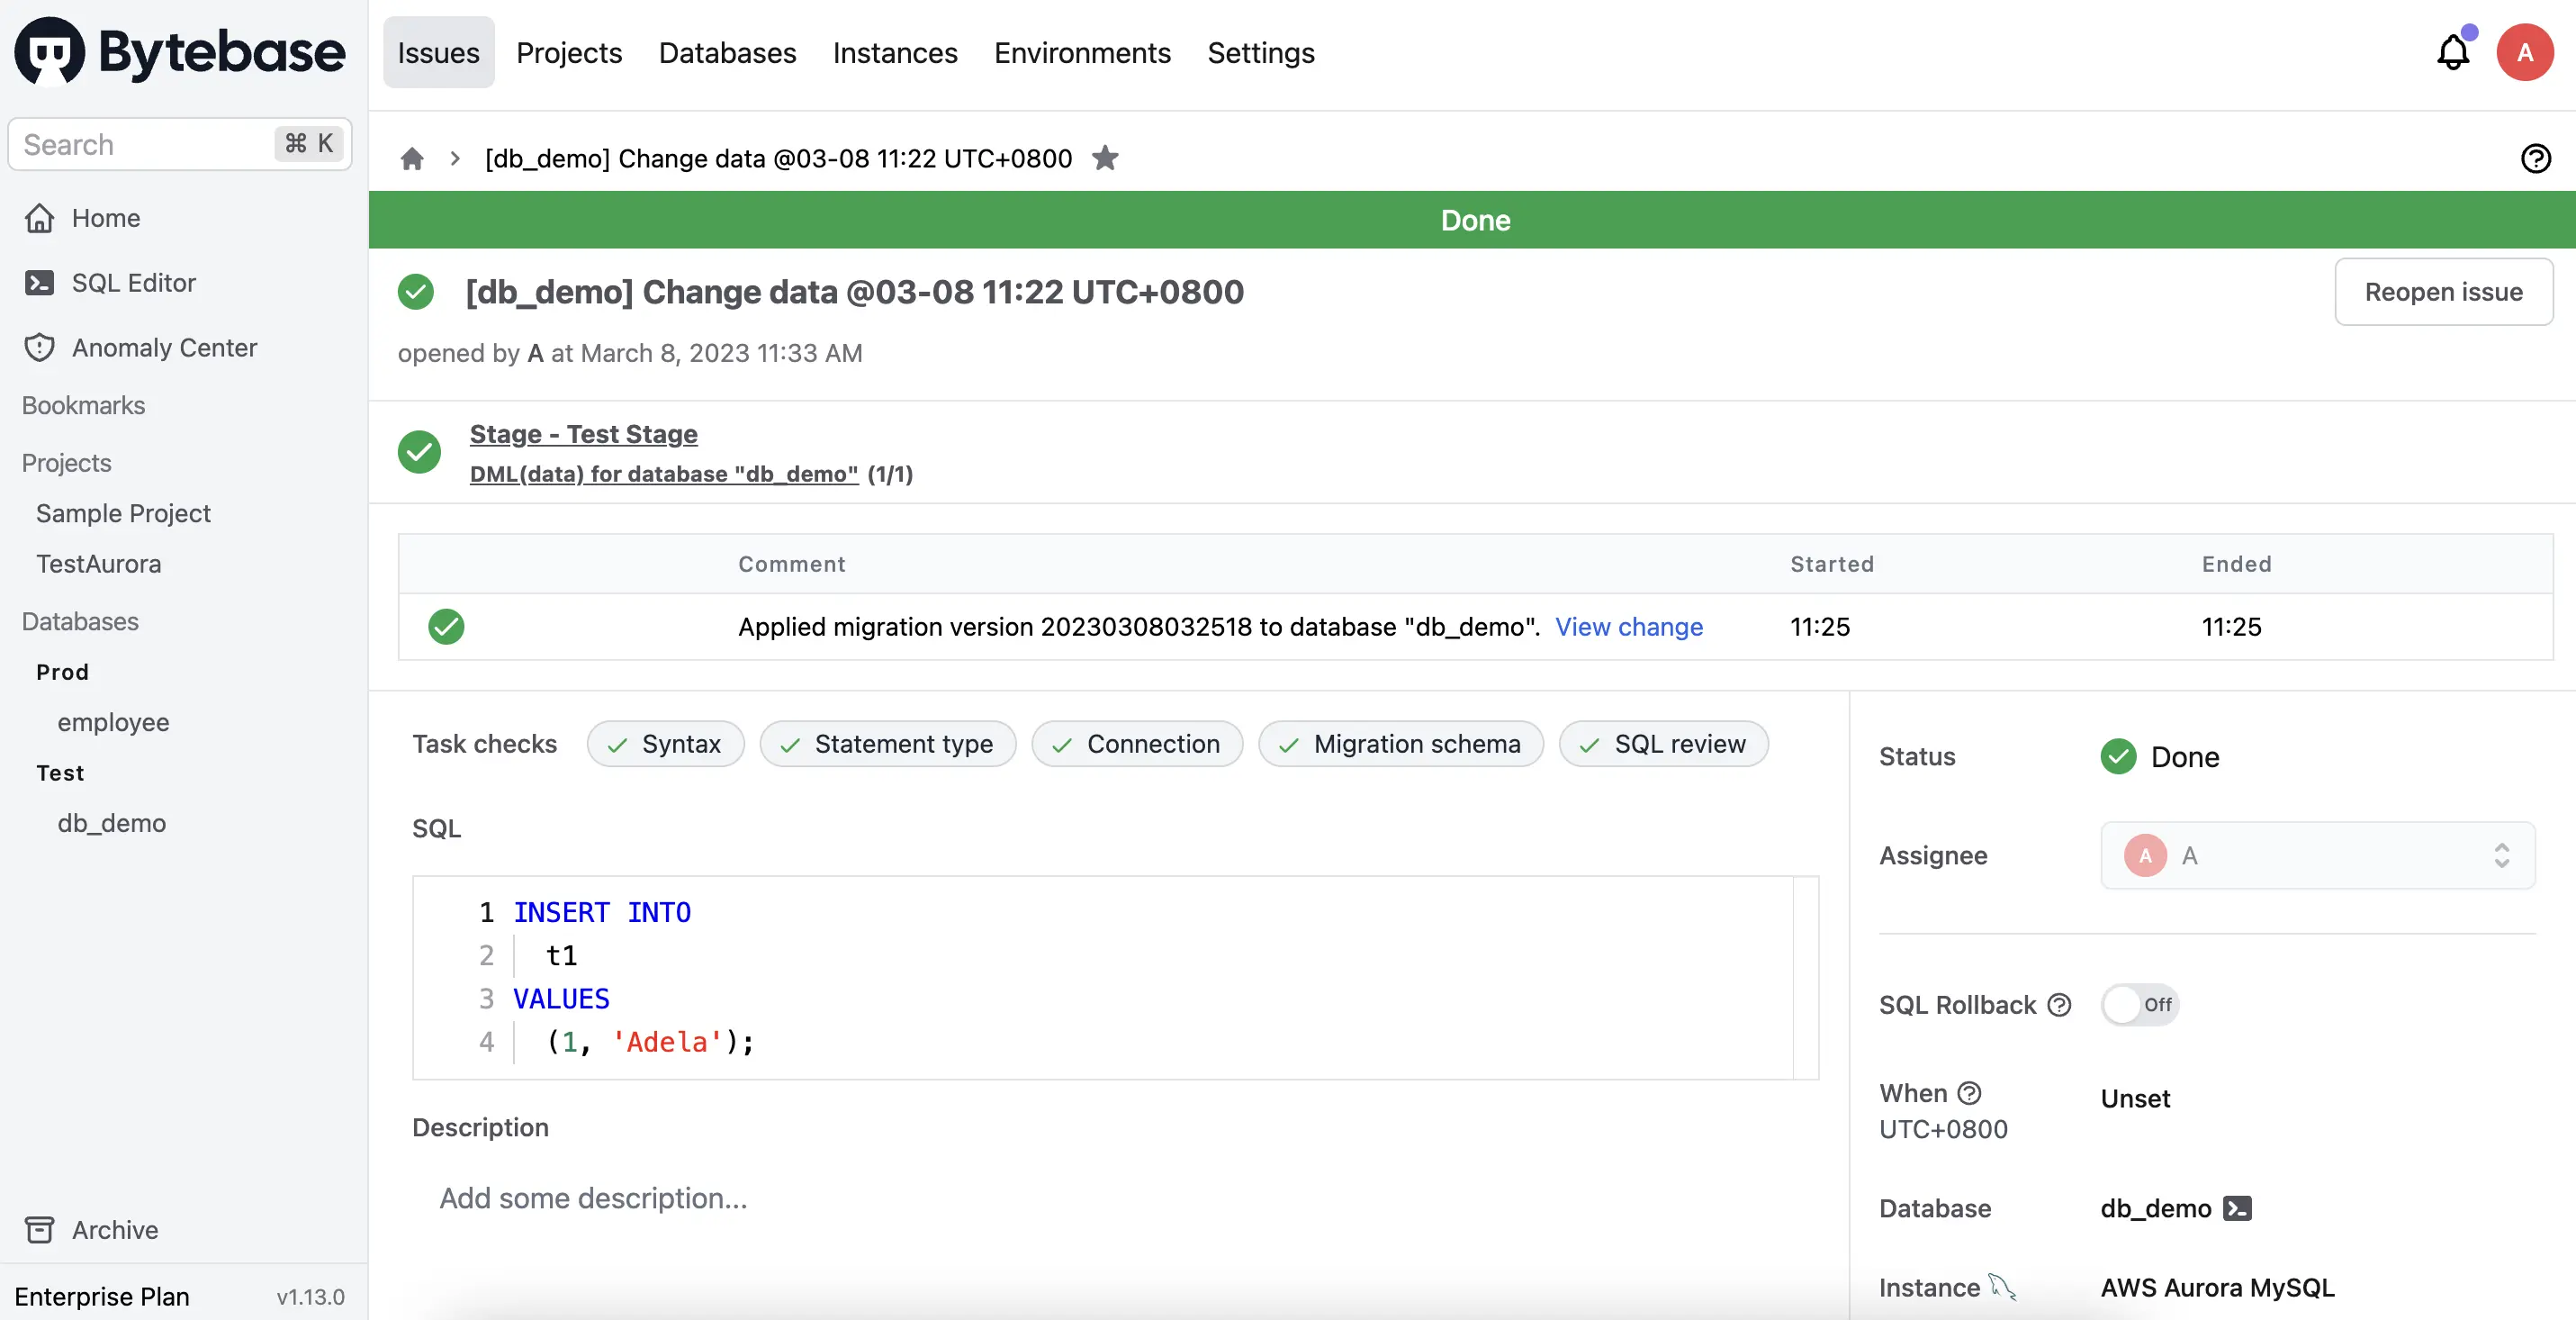 Bytebase
Issues Projects Databases Instances Environments Settings
A
Search ⌘ K
[db_demo] Change data @03-08 11:22 UTC+0800
Home
SQL Editor
Anomaly Center
Bookmarks
Projects
Sample Project
TestAurora
Databases
Prod
employee
Test
db_demo
Archive
Enterprise Plan v1.13.0
Done
[db_demo] Change data @03-08 11:22 UTC+0800
Reopen issue
opened by A at March 8, 2023 11:33 AM
Stage - Test Stage
DML(data) for database "db_demo" (1/1)
Comment Started Ended
Applied migration version 20230308032518 to database "db_demo". View change 11:25 11:25
Task checks Syntax Statement type Connection Migration schema SQL review
SQL
1 INSERT INTO
2 t1
3 VALUES
4 (1, 'Adela');
Description
Add some description...
Status Done
Assignee A A
SQL Rollback Off
When Unset
UTC+0800
Database db_demo
Instance AWS Aurora MySQL